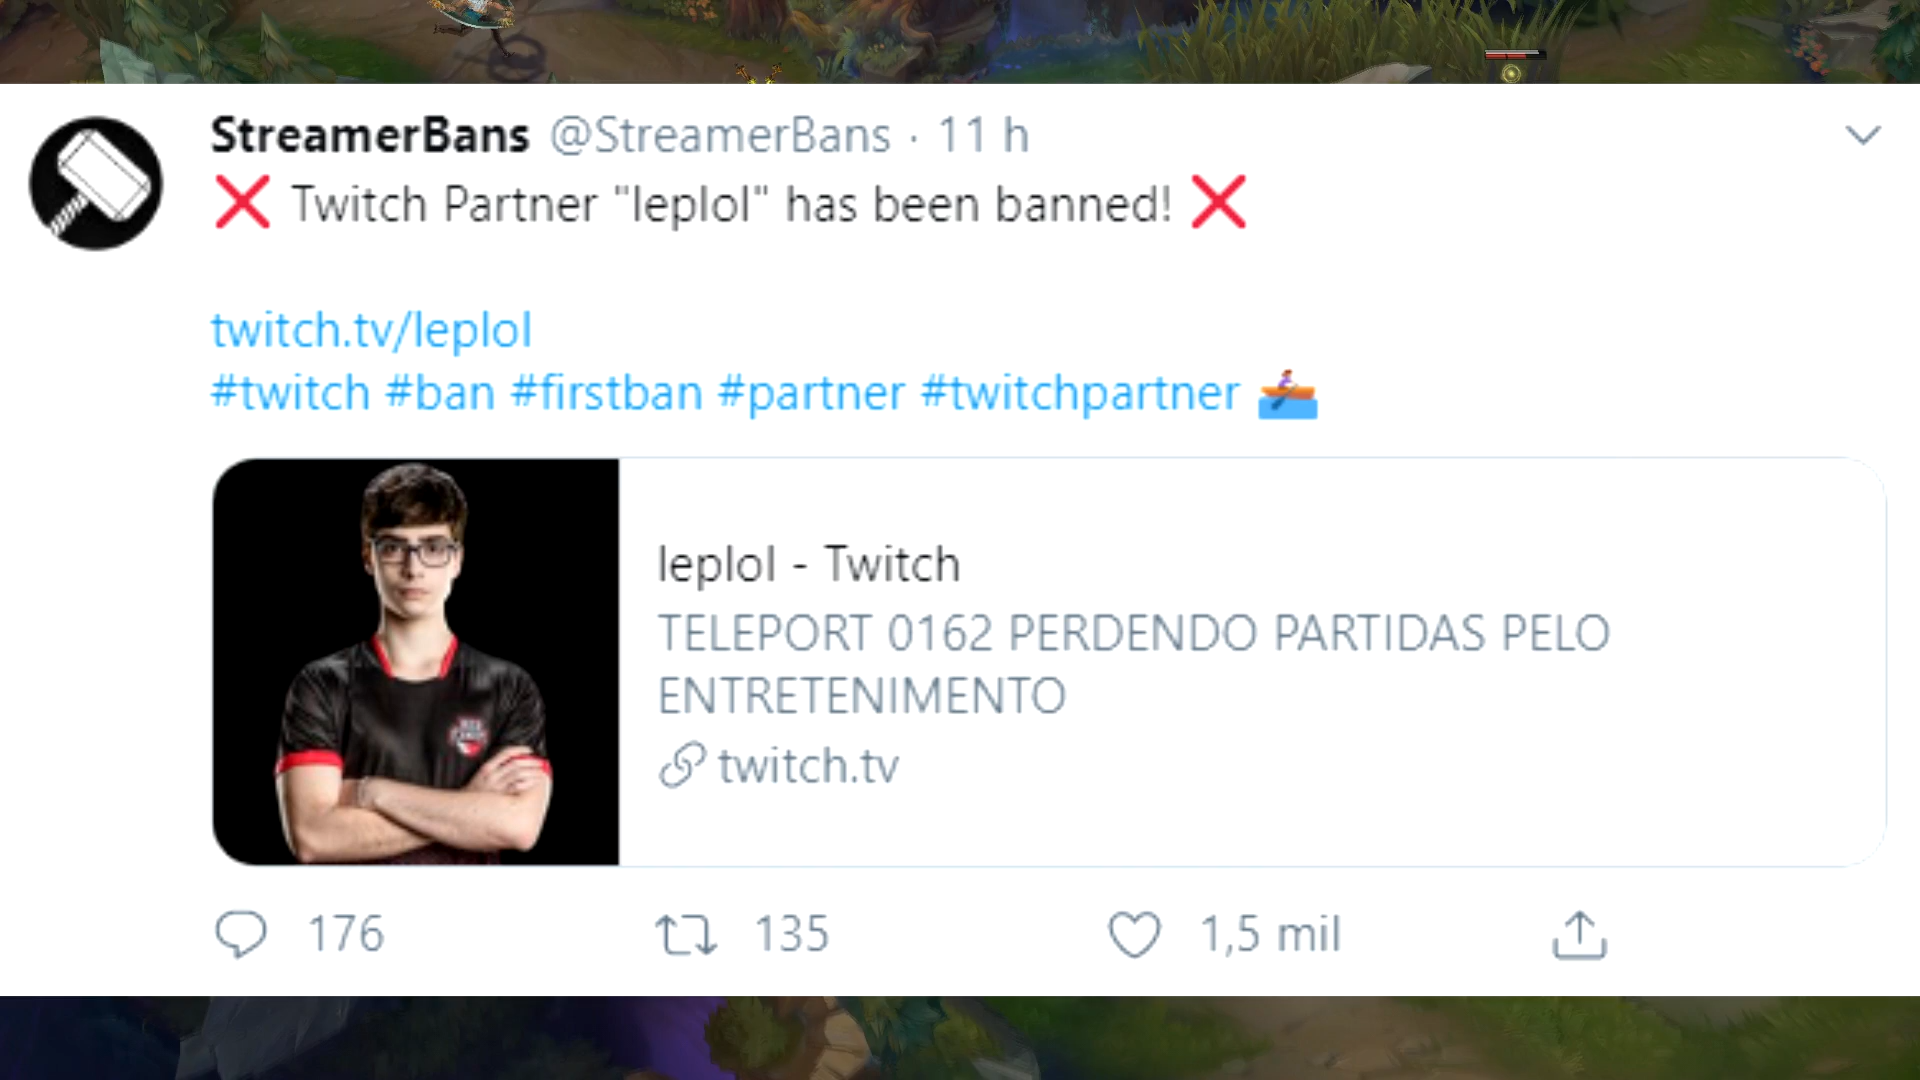 StreamerBans @StreamerBans · 11 h
❌ Twitch Partner "leplol" has been banned! ❌
twitch.tv/leplol
#twitch #ban #firstban #partner #twitchpartner 🚣
leplol - Twitch
TELEPORT 0162 PERDENDO PARTIDAS PELO
ENTRETENIMENTO
twitch.tv
176 135 1,5 mil